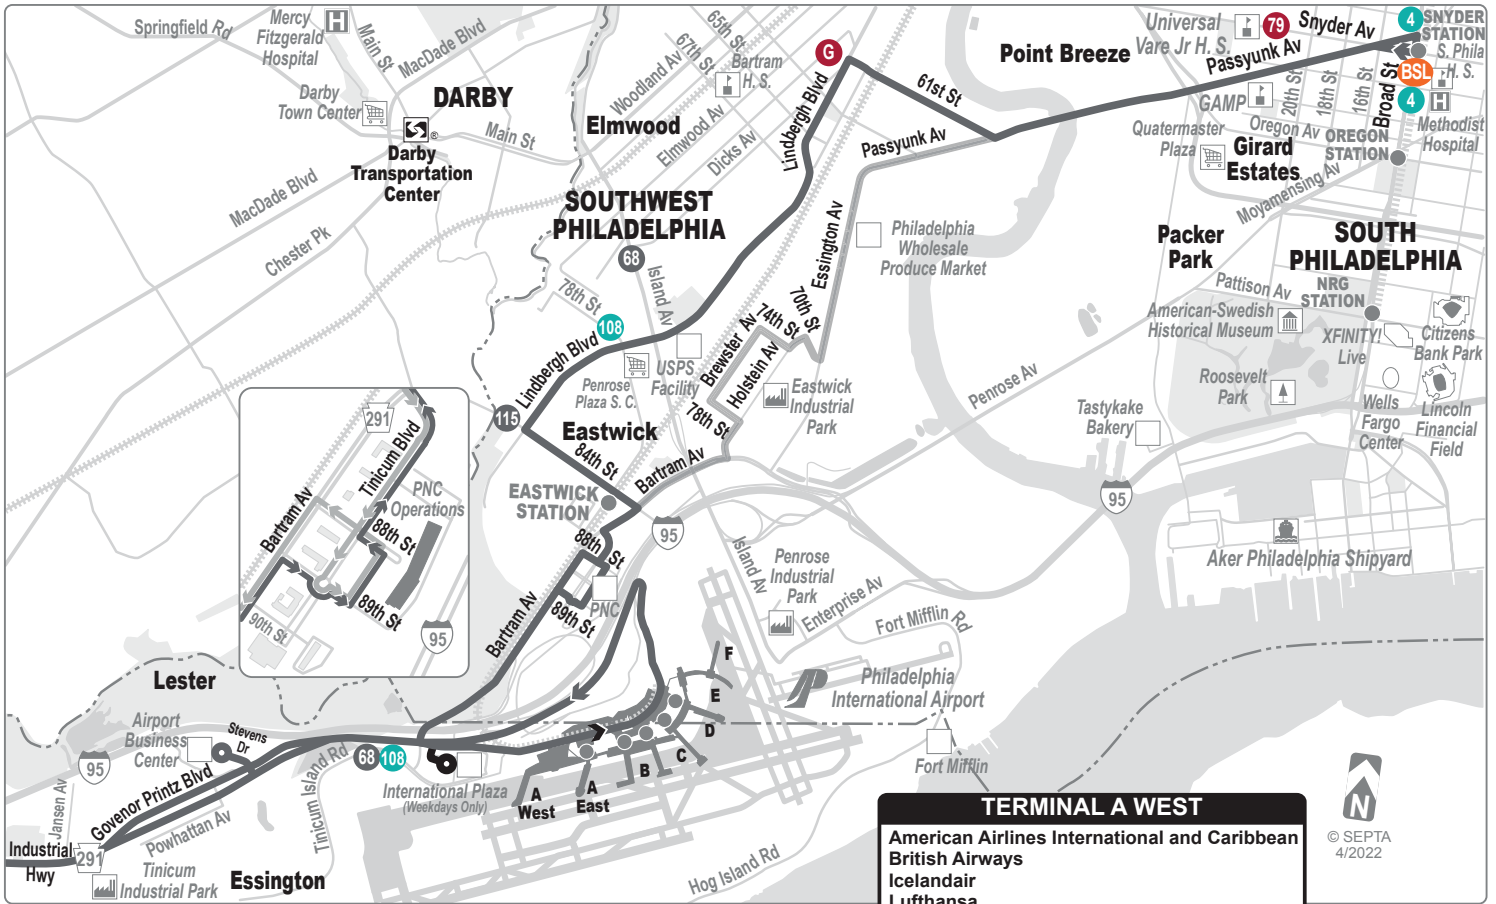 Springfield Rd
Mercy
Fitzgerald
Hospital
H
Main St
MacDade Blvd
Darby
Town Center
DARBY
®
Darby
Transportation
Center
Main St
MacDade Blvd
Chester Pk
65th St
67th St
Woodland Av
Bartram
H. S.
Elmwood
Elmwood Av
Dicks Av
G
Lindbergh Blvd
61st St
Passyunk Av
Point Breeze
Universal
Vare Jr H. S.
79
Snyder Av
Passyunk Av
4
SNYDER
STATION
S. Phila
H. S.
BSL
4
H
Methodist
Hospital
Broad St
16th St
18th St
20th St
GAMP
Oregon Av
OREGON
STATION
Quatermaster
Plaza
Girard
Estates
Moyamensing Av
SOUTHWEST
PHILADELPHIA
68
Island Av
78th St
108
Essington Av
Philadelphia
Wholesale
Produce Market
Packer
Park
SOUTH
PHILADELPHIA
Pattison Av
NRG
STATION
American-Swedish
Historical Museum
XFINITY!
Live
Citizens
Bank Park
Roosevelt
Park
Wells
Fargo
Center
Lincoln
Financial
Field
Lindbergh Blvd
USPS
Facility
Penrose
Plaza S. C.
115
Eastwick
70th St
74th St
Brewster Av
Holstein Av
78th St
Eastwick
Industrial
Park
Penrose Av
Tastykake
Bakery
84th St
Bartram Av
EASTWICK
STATION
95
95
88th St
PNC
89th St
Bartram Av
Island Av
Penrose
Industrial
Park
Enterprise Av
Fort Mifflin Rd
Aker Philadelphia Shipyard
291
Tinicum Blvd
PNC
Operations
Bartram Av
88th St
89th St
90th St
95
Lester
Airport
Business
Center
Stevens
Dr
95
Jansen Av
Govenor Printz Blvd
Powhattan Av
Tinicum Island Rd
68
108
International Plaza
(Weekdays Only)
A
West
A
East
B
C
D
E
F
Philadelphia
International Airport
Fort Mifflin
Industrial
Hwy
291
Tinicum
Industrial Park
Essington
Hog Island Rd
N
© SEPTA
4/2022
TERMINAL A WEST
American Airlines International and Caribbean
British Airways
Icelandair
Lufthansa